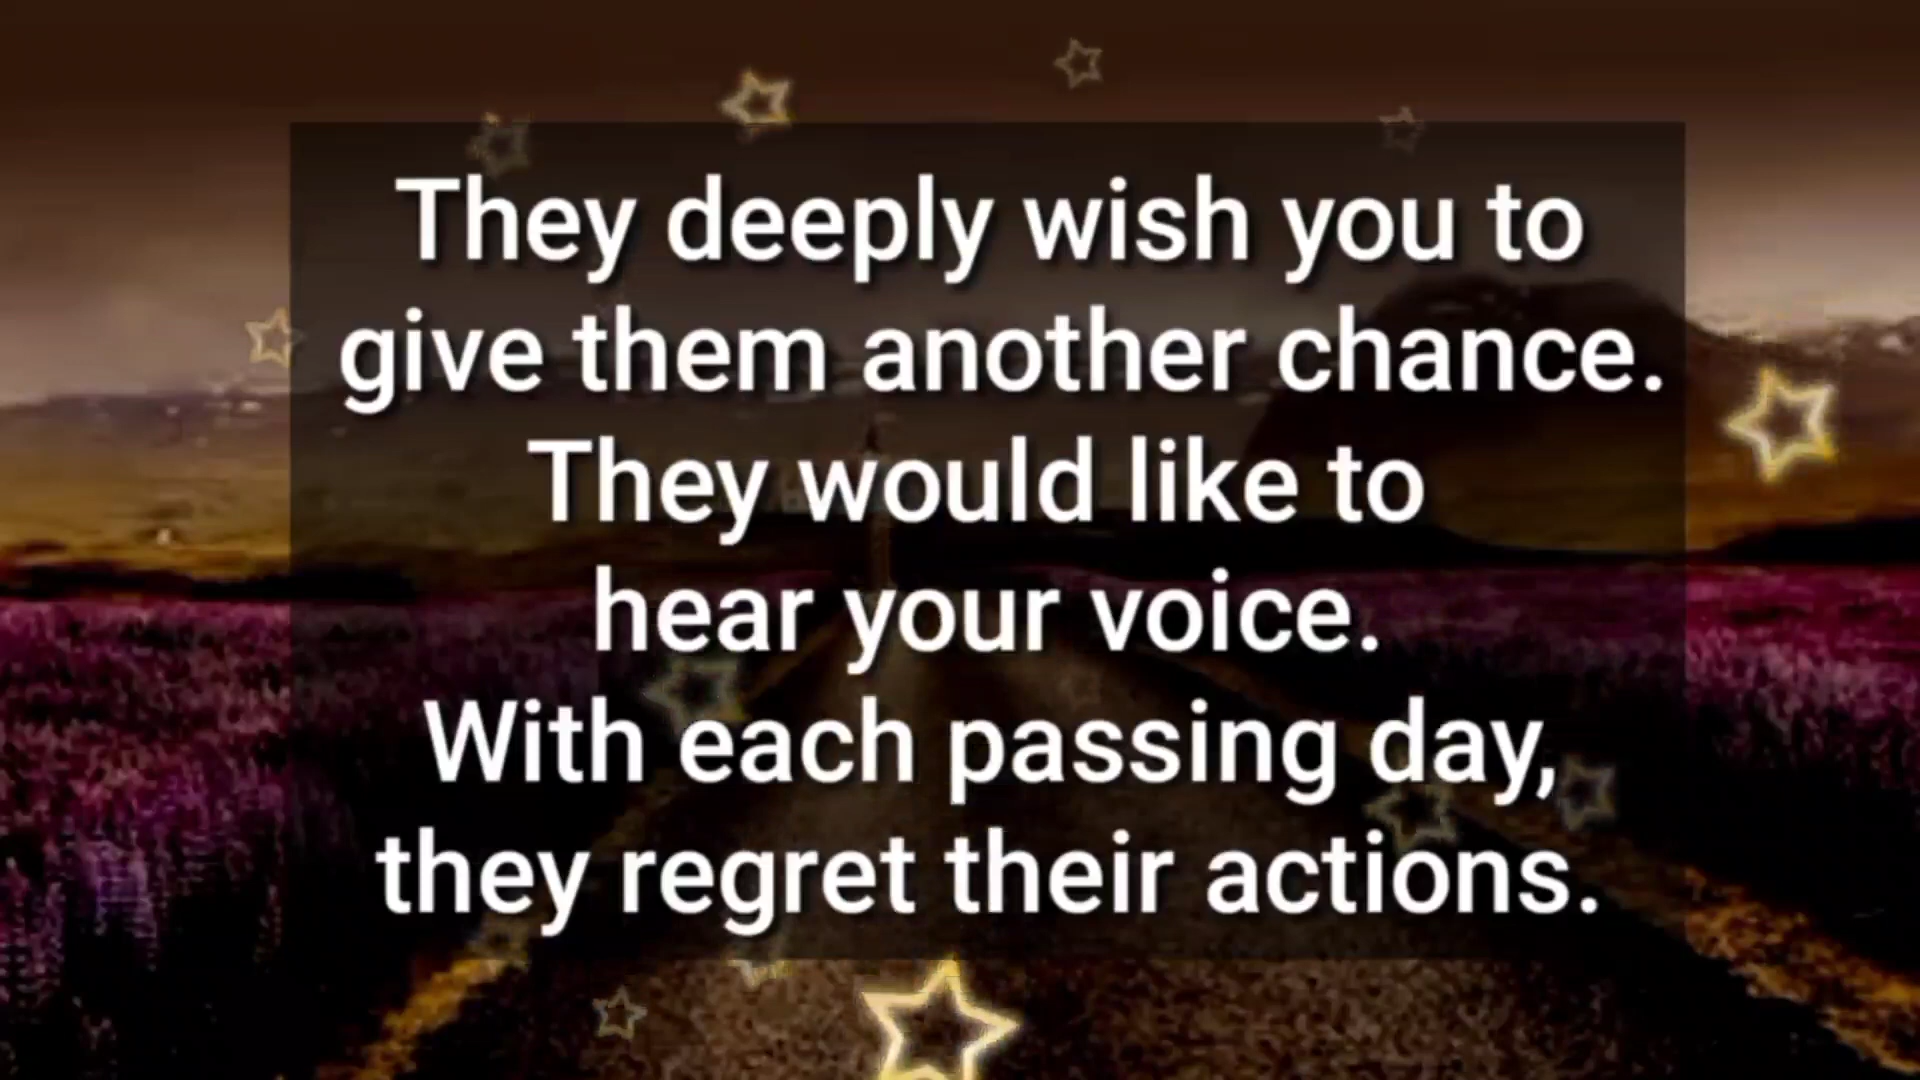 They deeply wish you to
give them another chance.
They would like to
hear your voice.
With each passing day,
they regret their actions.